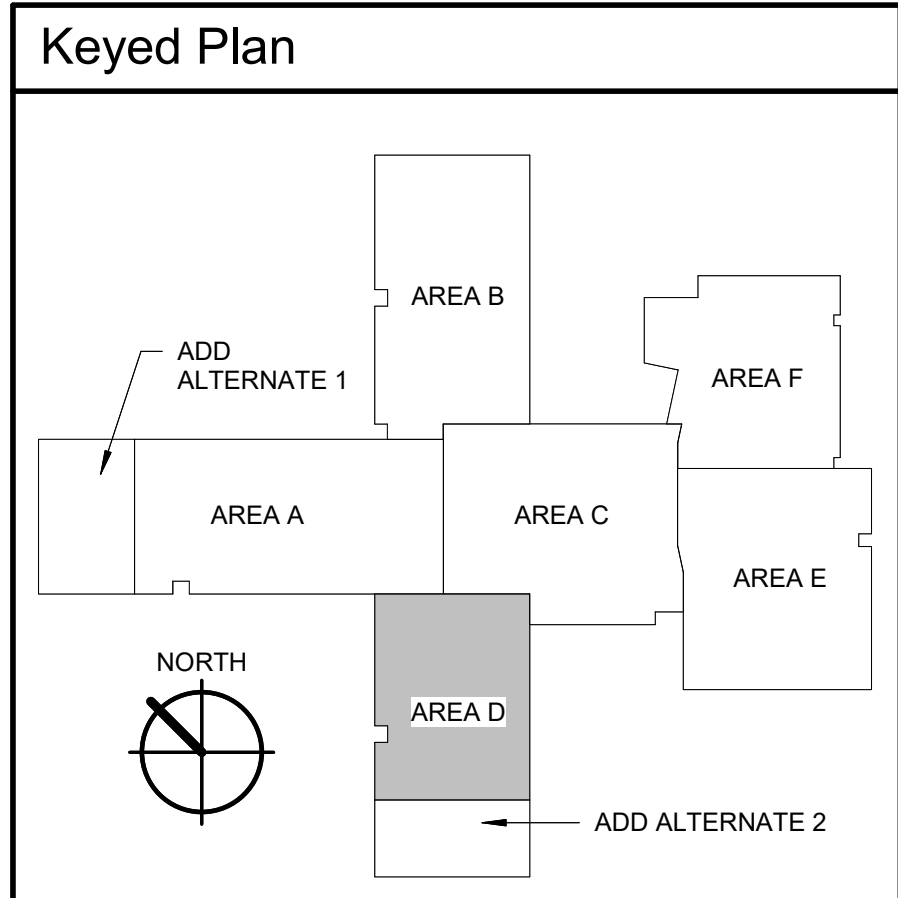 Keyed Plan
AREA B
ADD
ALTERNATE 1
AREA F
AREA A
AREA C
AREA E
NORTH
AREA D
ADD ALTERNATE 2